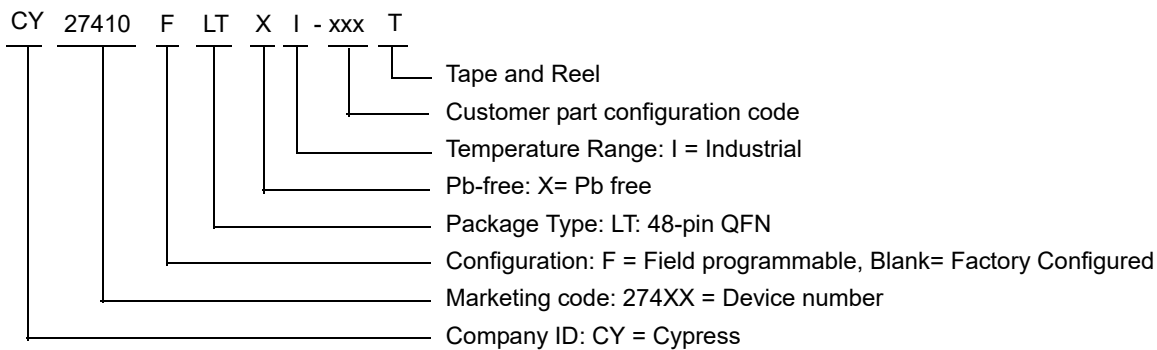 CY 27410 F LT X I - xxx T
Tape and Reel
Customer part configuration code
Temperature Range: I = Industrial
Pb-free: X= Pb free
Package Type: LT: 48-pin QFN
Configuration: F = Field programmable, Blank= Factory Configured
Marketing code: 274XX = Device number
Company ID: CY = Cypress